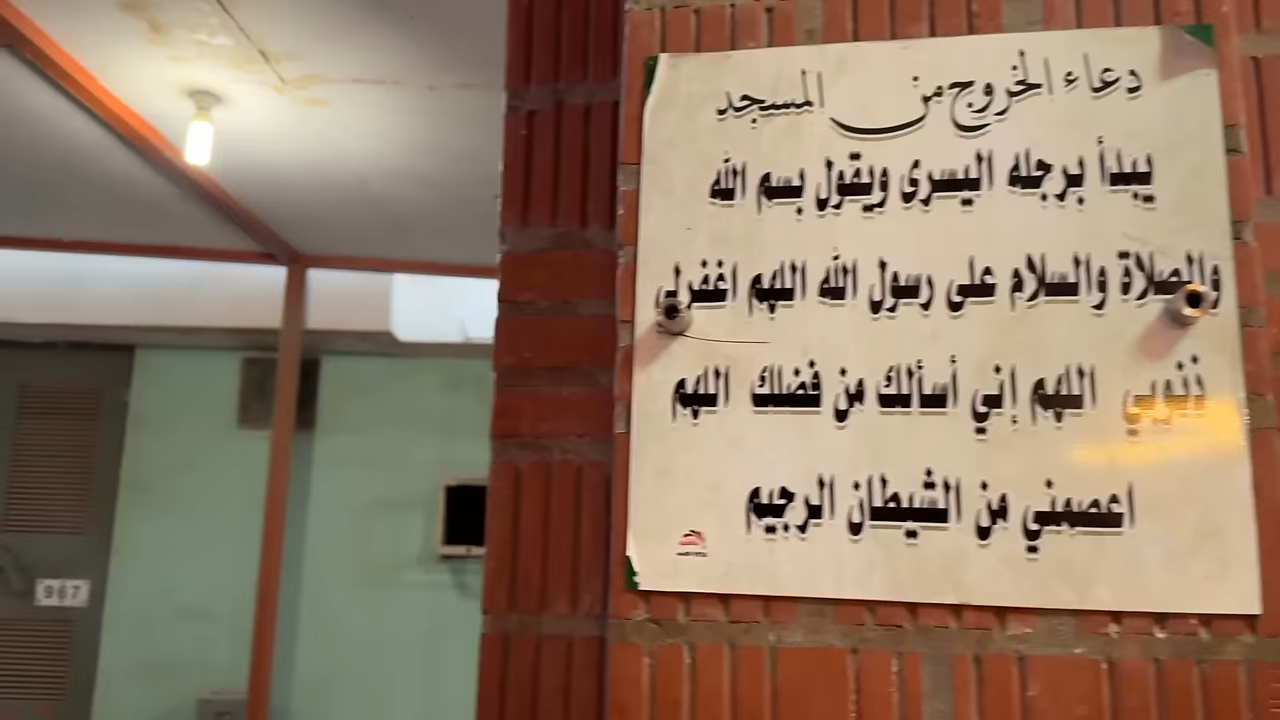 دعاء الخروج من المسجد
يبدأ برجله اليسرى ويقول بسم الله
والصلاة والسلام على رسول الله اللهم اغفرلي
ذنوبي اللهم إني أسألك من فضلك اللهم
اعصمني من الشيطان الرجيم
967